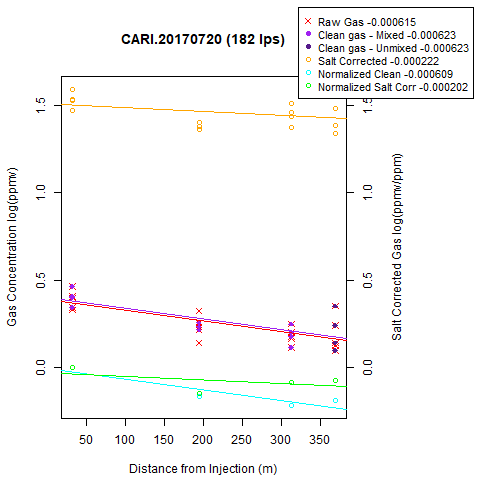 CARI.20170720 (182 lps)
Raw Gas -0.000615
Clean gas - Mixed -0.000623
Clean gas - Unmixed -0.000623
Salt Corrected -0.000222
Normalized Clean -0.000609
Normalized Salt Corr -0.000202
Gas Concentration log(ppmv)
1.5
1.0
0.5
0.0
Salt Corrected Gas log(ppmv/ppm)
1.5
1.0
0.5
0.0
50 100 150 200 250 300 350
Distance from Injection (m)